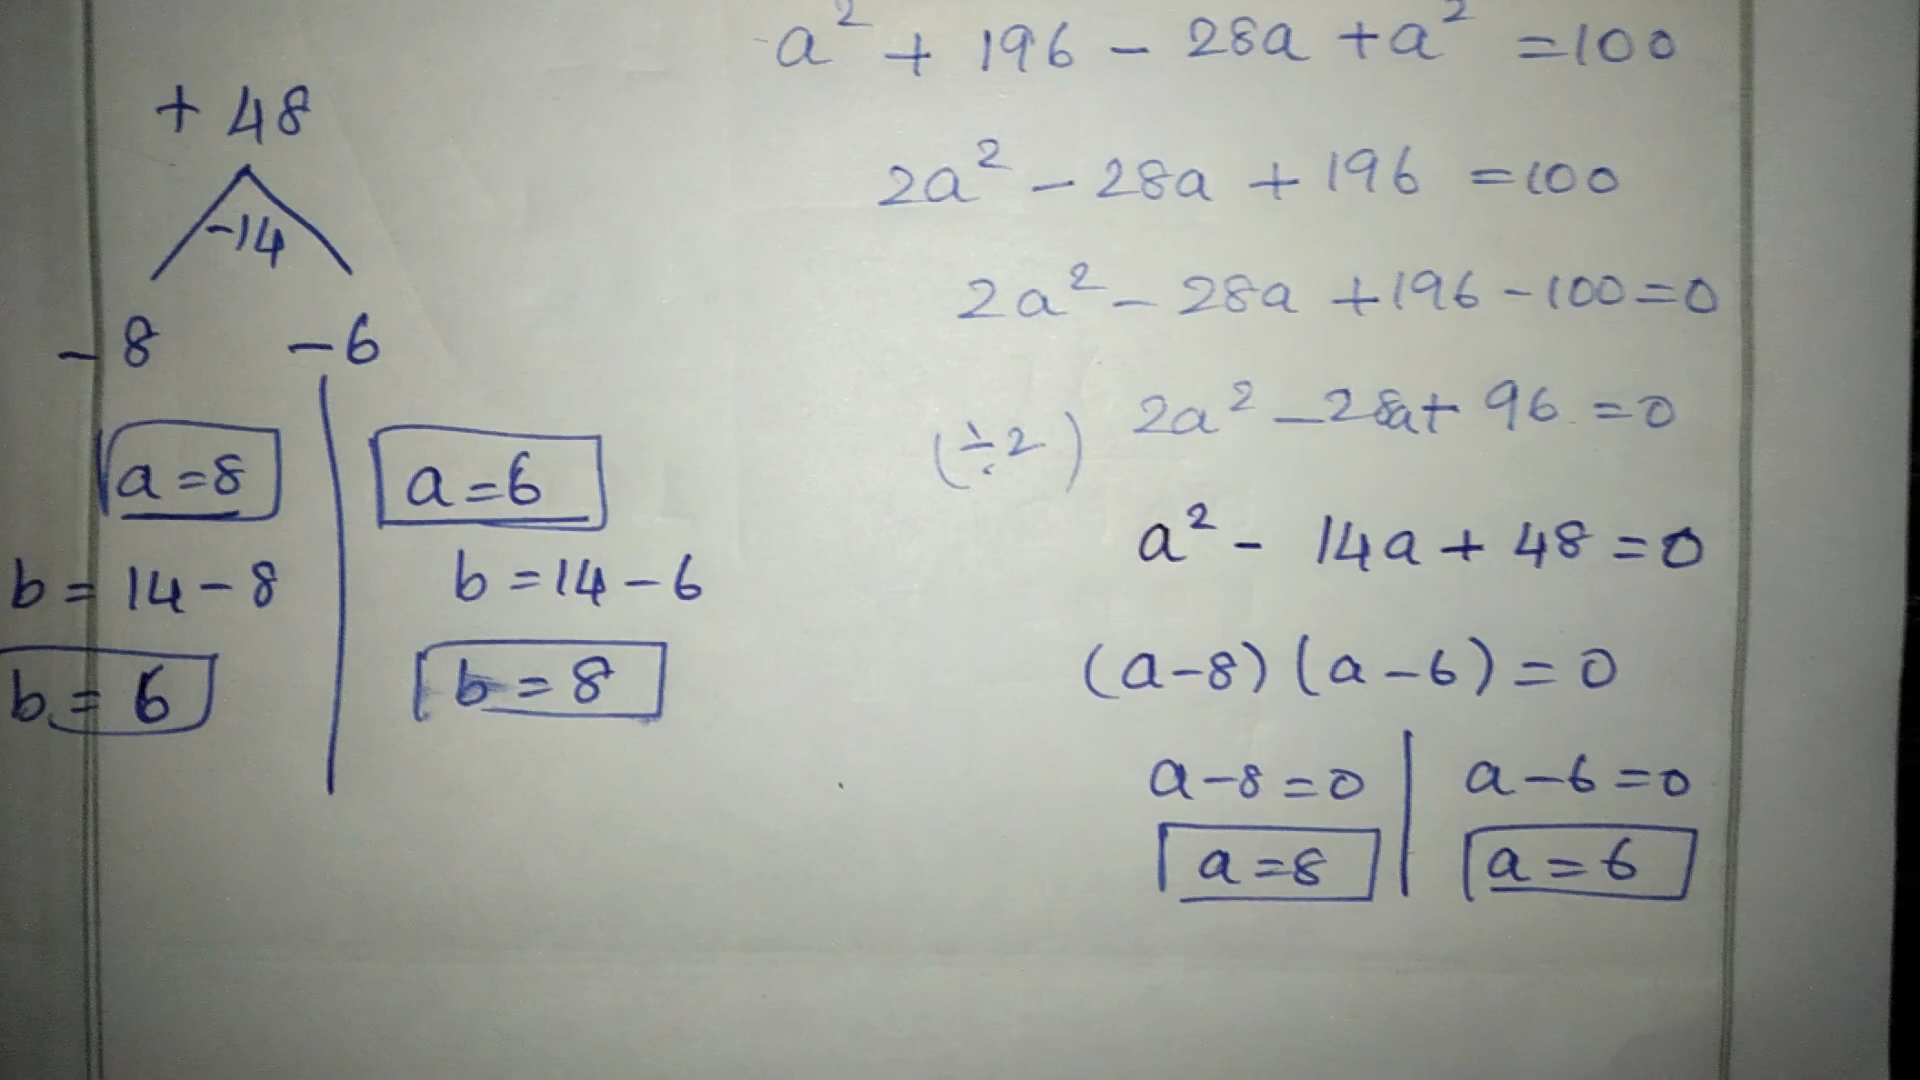 a² + 196 - 28a + a² = 100
2a² - 28a + 196 = 100
2a² - 28a + 196 - 100 = 0
(÷2) 2a² - 28a + 96 = 0
a² - 14a + 48 = 0
(a-8)(a-6) = 0
a-8=0 | a-6=0
a=8 | a=6
+48
-14
-8 -6
a=8 | a=6
b = 14-8 | b = 14-6
b = 6 | b = 8